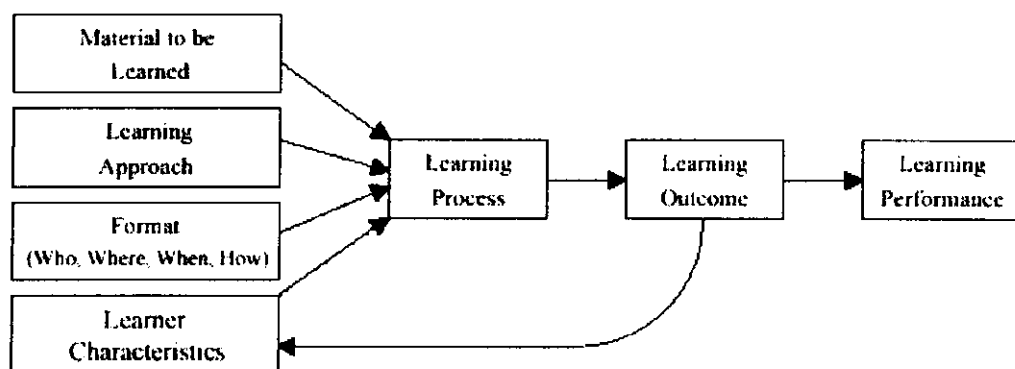 Material to be
Learned
Learning
Approach
Format
(Who, Where, When, How)
Learner
Characteristics
Learning
Process
Learning
Outcome
Learning
Performance